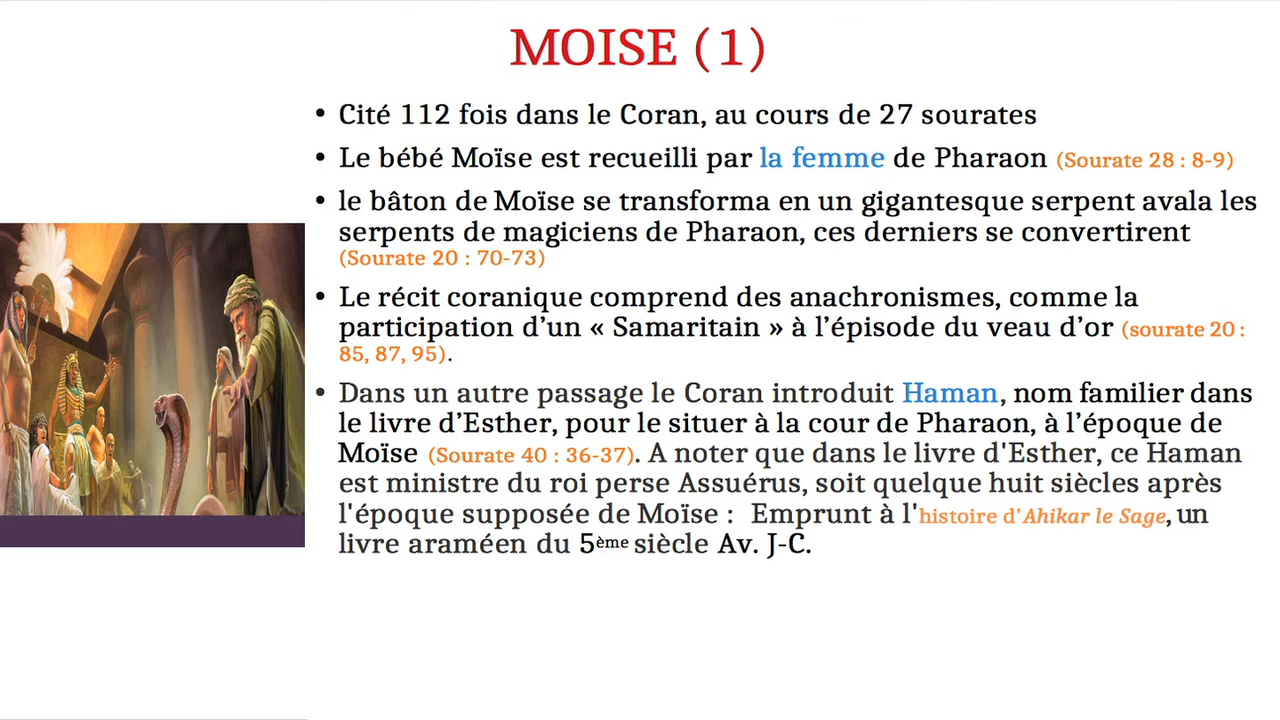 MOISE (1)
• Cité 112 fois dans le Coran, au cours de 27 sourates
• Le bébé Moïse est recueilli par la femme de Pharaon (Sourate 28 : 8-9)
• le bâton de Moïse se transforma en un gigantesque serpent avala les
serpents de magiciens de Pharaon, ces derniers se convertirent
(Sourate 20 : 70-73)
• Le récit coranique comprend des anachronismes, comme la
participation d’un « Samaritain » à l’épisode du veau d’or (sourate 20 :
85, 87, 95).
• Dans un autre passage le Coran introduit Haman, nom familier dans
le livre d’Esther, pour le situer à la cour de Pharaon, à l’époque de
Moïse (Sourate 40 : 36-37). A noter que dans le livre d'Esther, ce Haman
est ministre du roi perse Assuérus, soit quelque huit siècles après
l'époque supposée de Moïse : Emprunt à l'histoire d'Ahikar le Sage, un
livre araméen du 5ème siècle Av. J-C.